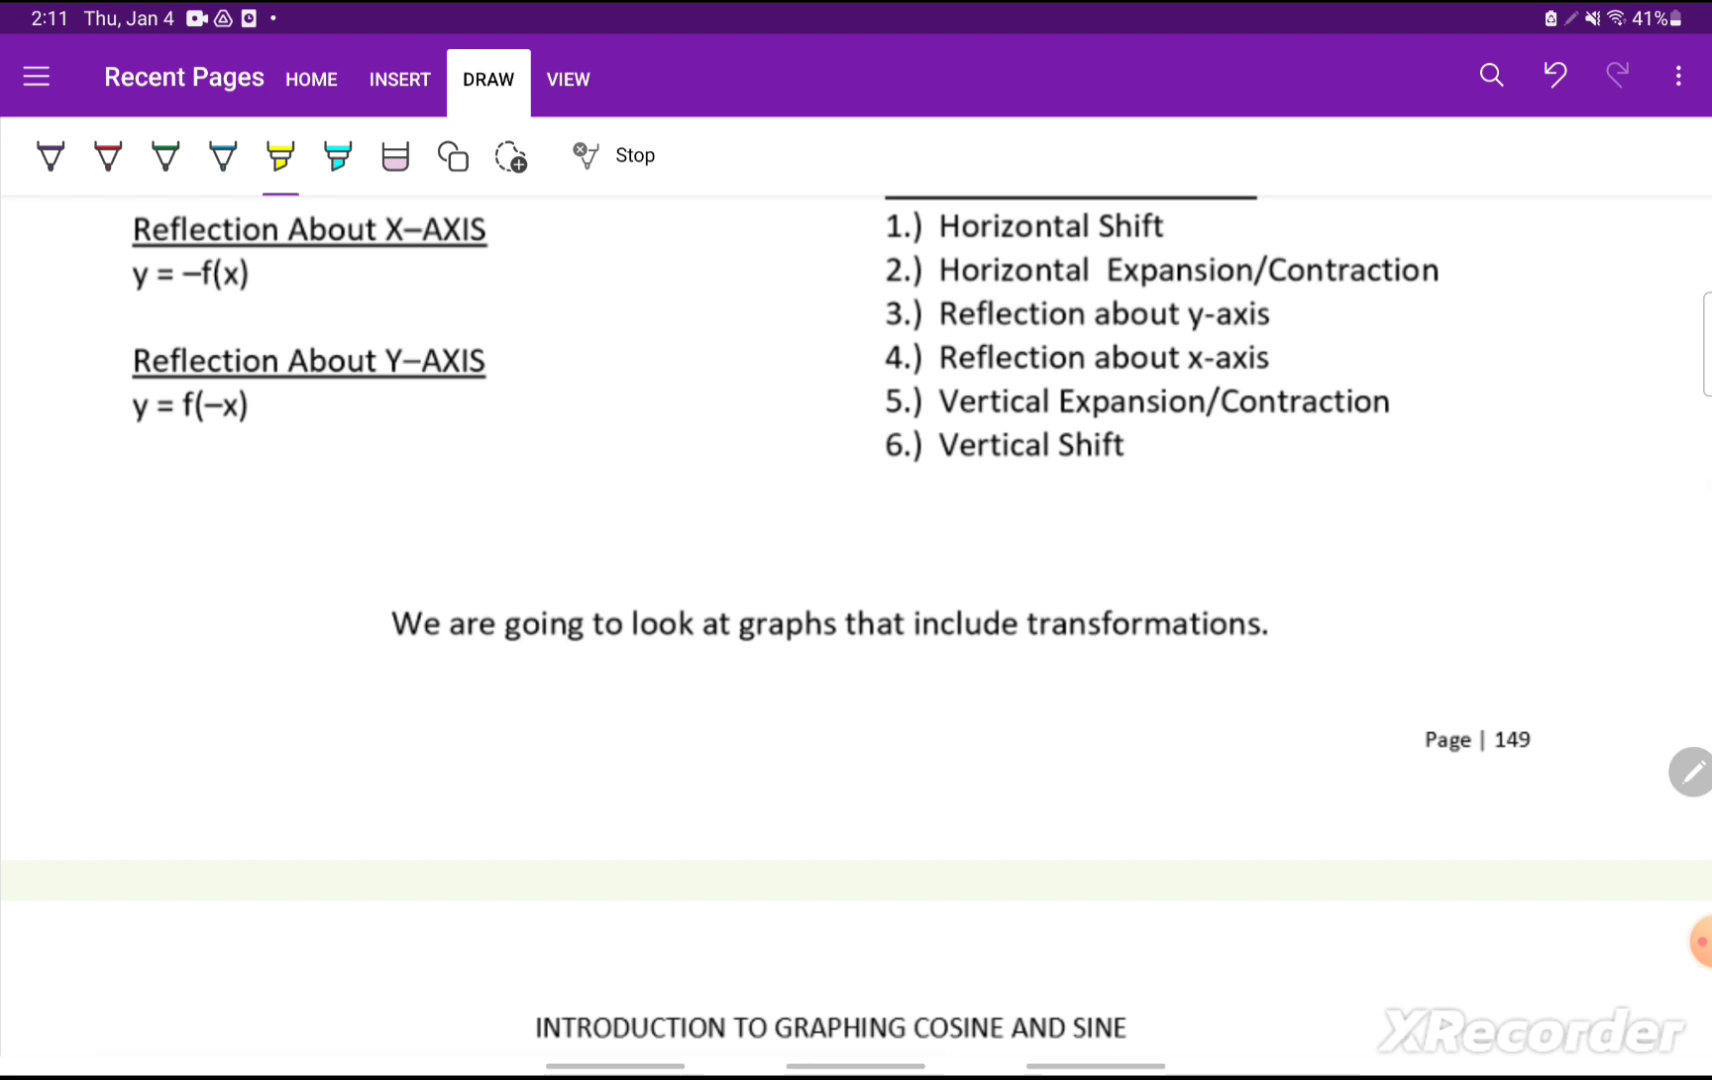 2:11 Thu, Jan 4
41%
Recent Pages HOME INSERT DRAW VIEW
Stop
Reflection About X–AXIS
y = –f(x)
Reflection About Y–AXIS
y = f(–x)
1.) Horizontal Shift
2.) Horizontal Expansion/Contraction
3.) Reflection about y-axis
4.) Reflection about x-axis
5.) Vertical Expansion/Contraction
6.) Vertical Shift
We are going to look at graphs that include transformations.
Page | 149
INTRODUCTION TO GRAPHING COSINE AND SINE
XRecorder